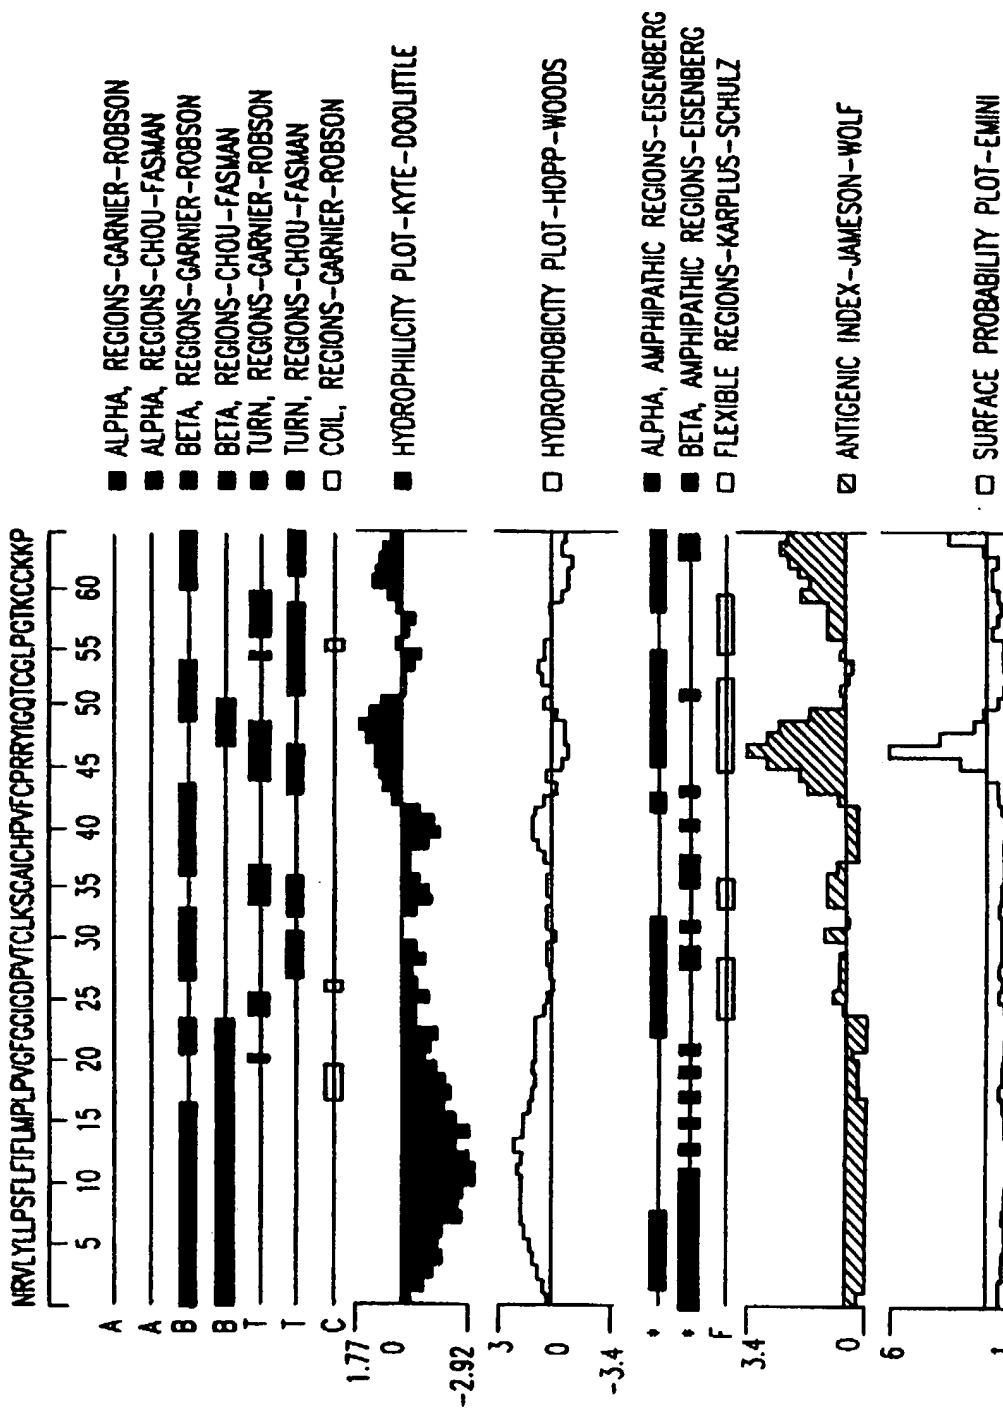 NRVLYLLPSFLFIFLMPLPVGFGGIGDPVTCLKSGAICHPVFCPRRYIGQTCGLPGTKCCKKP
5 10 15 20 25 30 35 40 45 50 55 60
A ALPHA, REGIONS-GARNIER-ROBSON
A ALPHA, REGIONS-CHOU-FASMAN
B BETA, REGIONS-GARNIER-ROBSON
B BETA, REGIONS-CHOU-FASMAN
T TURN, REGIONS-GARNIER-ROBSON
T TURN, REGIONS-CHOU-FASMAN
C COIL, REGIONS-GARNIER-ROBSON
1.77
0 HYDROPHILICITY PLOT-KYTE-DOOLITTLE
-2.92
3
0 HYDROPHOBICITY PLOT-HOPP-WOODS
-3.4
* ALPHA, AMPHIPATHIC REGIONS-EISENBERG
* BETA, AMPHIPATHIC REGIONS-EISENBERG
F FLEXIBLE REGIONS-KARPLUS-SCHULZ
3.4
ANTIGENIC INDEX-JAMESON-WOLF
0
6
SURFACE PROBABILITY PLOT-EMINI
1